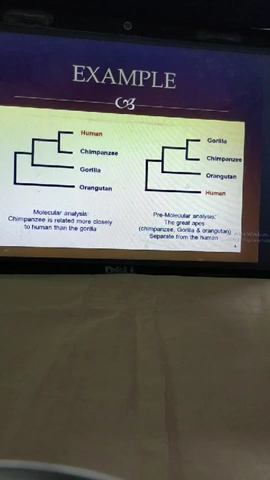 EXAMPLE
Human
Chimpanzee
Gorilla
Orangutan
Molecular analysis:
Chimpanzee is related more closely
to human than the gorilla
Gorilla
Chimpanzee
Orangutan
Human
Pre-Molecular analysis:
The great apes
(chimpanzee, Gorilla & orangutan)
Separate from the human
DELL